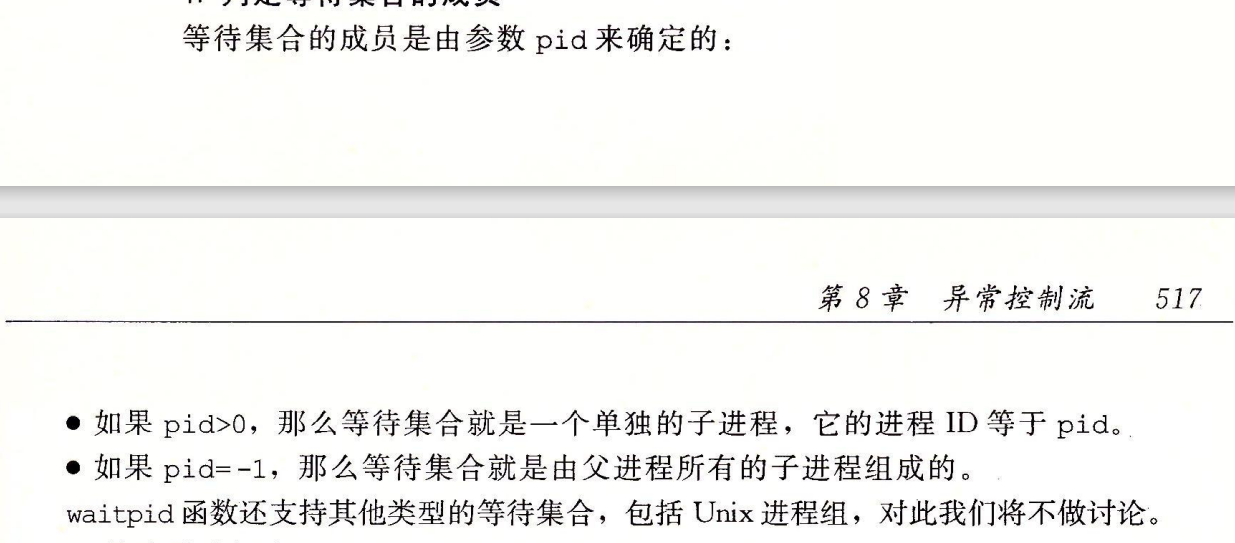 等待集合的成员是由参数 pid 来确定的：
第 8 章 异常控制流 517
● 如果 pid>0，那么等待集合就是一个单独的子进程，它的进程 ID 等于 pid。
● 如果 pid=-1，那么等待集合就是由父进程所有的子进程组成的。
waitpid 函数还支持其他类型的等待集合，包括 Unix 进程组，对此我们将不做讨论。